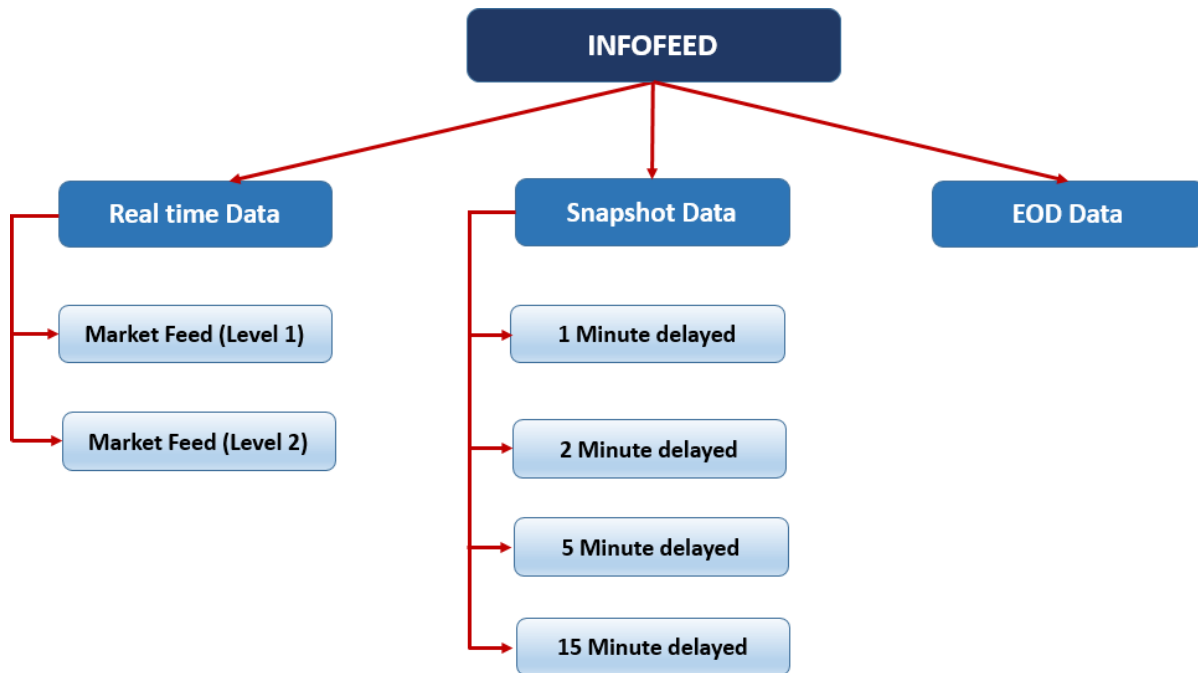 INFOFEED
Real time Data
Snapshot Data
EOD Data
Market Feed (Level 1)
1 Minute delayed
Market Feed (Level 2)
2 Minute delayed
5 Minute delayed
15 Minute delayed